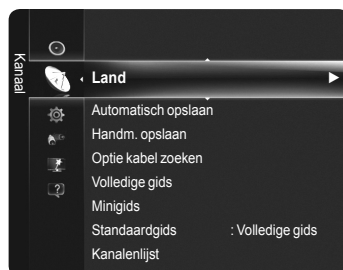 Kanaal
Land
Automatisch opslaan
Handm. opslaan
Optie kabel zoeken
Volledige gids
Minigids
Standaardgids : Volledige gids
Kanalenlijst